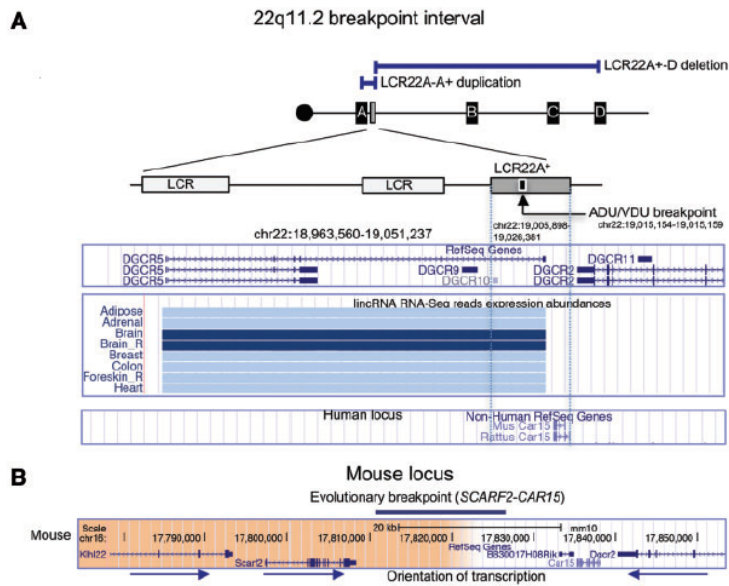 A
22q11.2 breakpoint interval
LCR22A+-D deletion
LCR22A-A+ duplication
A B C D
LCR22A+
LCR LCR
ADU/VDU breakpoint
chr22:18,963,560-19,051,237
chr22:19,005,898-
19,026,381
chr22:19,015,154-19,015,159
RefSeq Genes
DGCR5 DGCR11
DGCR5 DGCR9 DGCR2
DGCR5 DGCR10 DGCR2
lincRNA RNA-Seq reads expression abundances
Adipose
Adrenal
Brain
Brain_R
Breast
Colon
Foreskin_R
Heart
Human locus
Non-Human RefSeq Genes
Mus Car15
Rattus Car15
B
Mouse locus
Evolutionary breakpoint (SCARF2-CAR15)
Mouse
Scale 20 kb mm10
chr16: 17,790,000 17,800,000 17,810,000 17,820,000 17,830,000 17,840,000 17,850,000
RefSeq Genes
Klhl22 B830017H08Rik Dgcr2
Scarf2 Car15
Orientation of transcription